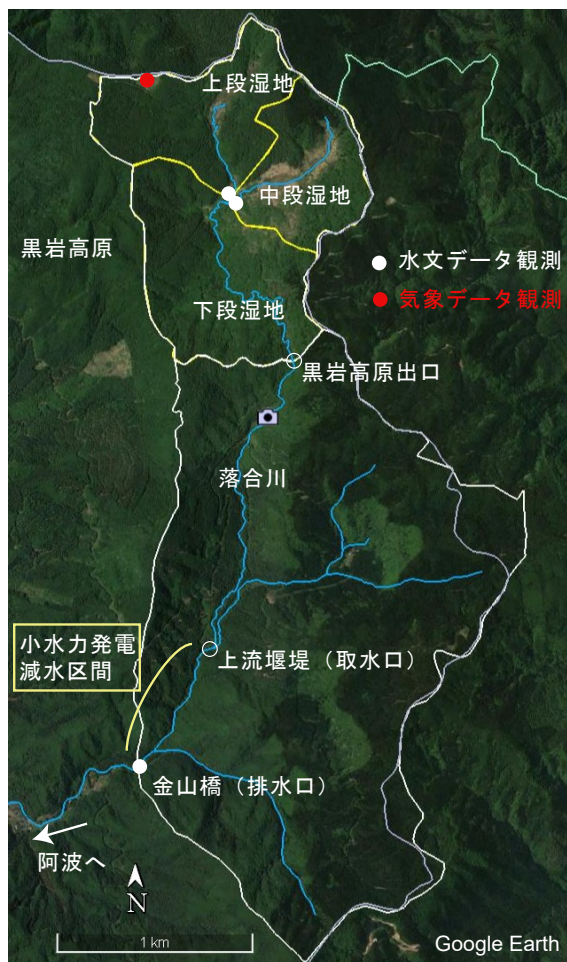 上段湿地
中段湿地
黒岩高原
水文データ観測
気象データ観測
下段湿地
黒岩高原出口
落合川
小水力発電
減水区間
上流堰堤（取水口）
金山橋（排水口）
阿波へ
N
1 km
Google Earth